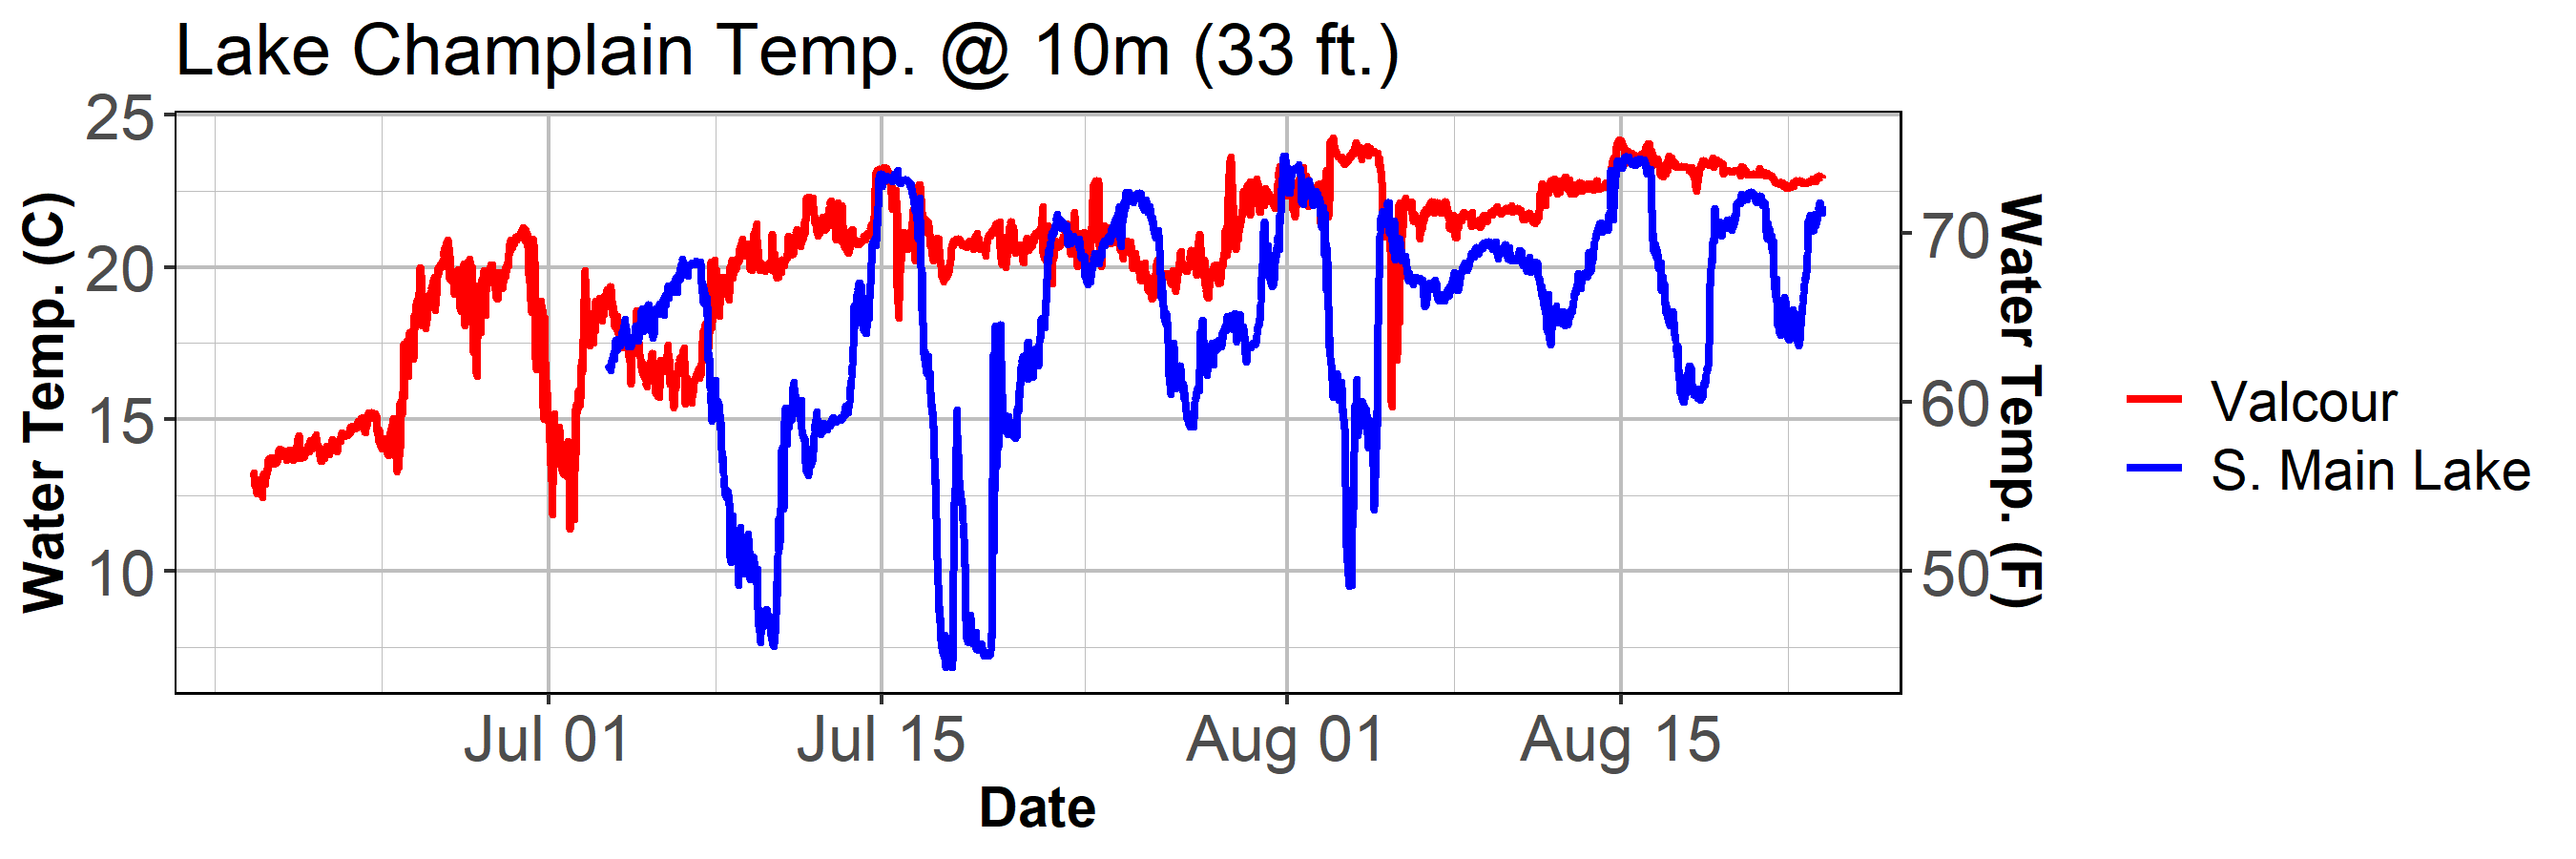 Lake Champlain Temp. @ 10m (33 ft.)
Water Temp. (C)
25
20
15
10
70
60
50
Water Temp. (F)
Jul 01
Jul 15
Aug 01
Aug 15
Date
Valcour
S. Main Lake